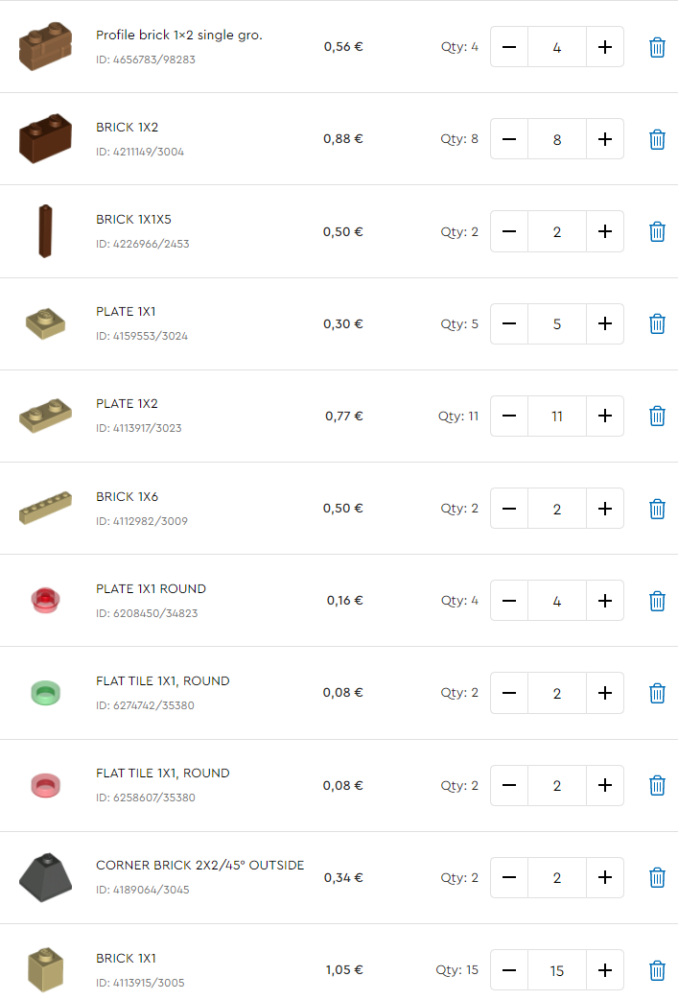 Profile brick 1x2 single gro.
ID: 4656783/98283
0,56 €
Qty: 4
4
BRICK 1X2
ID: 4211149/3004
0,88 €
Qty: 8
8
BRICK 1X1X5
ID: 4226966/2453
0,50 €
Qty: 2
2
PLATE 1X1
ID: 4159553/3024
0,30 €
Qty: 5
5
PLATE 1X2
ID: 4113917/3023
0,77 €
Qty: 11
11
BRICK 1X6
ID: 4112982/3009
0,50 €
Qty: 2
2
PLATE 1X1 ROUND
ID: 6208450/34823
0,16 €
Qty: 4
4
FLAT TILE 1X1, ROUND
ID: 6274742/35380
0,08 €
Qty: 2
2
FLAT TILE 1X1, ROUND
ID: 6258607/35380
0,08 €
Qty: 2
2
CORNER BRICK 2X2/45° OUTSIDE
ID: 4189064/3045
0,34 €
Qty: 2
2
BRICK 1X1
ID: 4113915/3005
1,05 €
Qty: 15
15